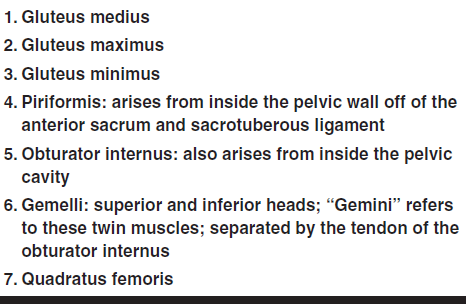 1. Gluteus medius
2. Gluteus maximus
3. Gluteus minimus
4. Piriformis: arises from inside the pelvic wall off of the
anterior sacrum and sacrotuberous ligament
5. Obturator internus: also arises from inside the pelvic
cavity
6. Gemelli: superior and inferior heads; “Gemini” refers
to these twin muscles; separated by the tendon of the
obturator internus
7. Quadratus femoris